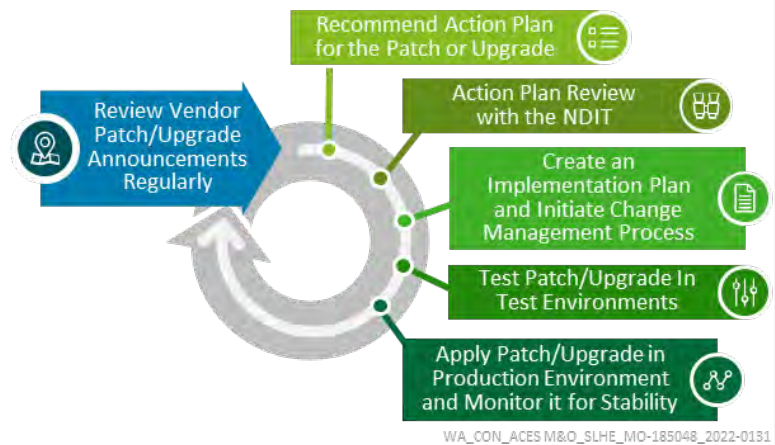 Recommend Action Plan
for the Patch or Upgrade
Review Vendor
Patch/Upgrade
Announcements
Regularly
Action Plan Review
with the NDIT
Create an
Implementation Plan
and Initiate Change
Management Process
Test Patch/Upgrade In
Test Environments
Apply Patch/Upgrade in
Production Environment
and Monitor it for Stability
WA_CON_ACES M&O_SLHE_MO-185048_2022-0131